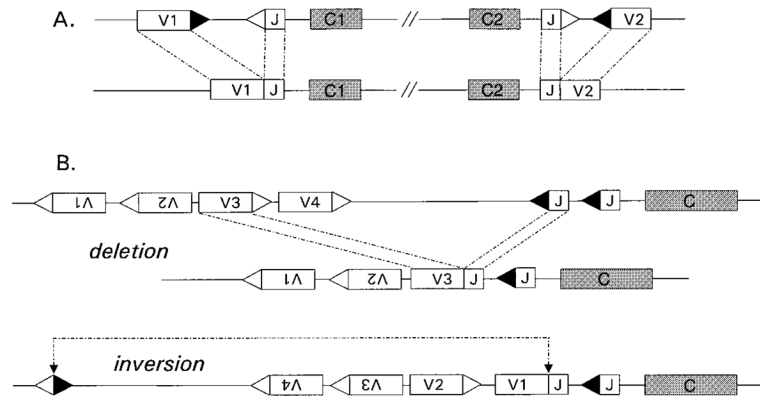 A.
V1 J C1 // C2 J V2
V1 J C1 // C2 J V2
B.
V1 V2 V3 V4 J J C
deletion
V1 V2 V3 J J C
inversion
V4 V3 V2 V1 J J C